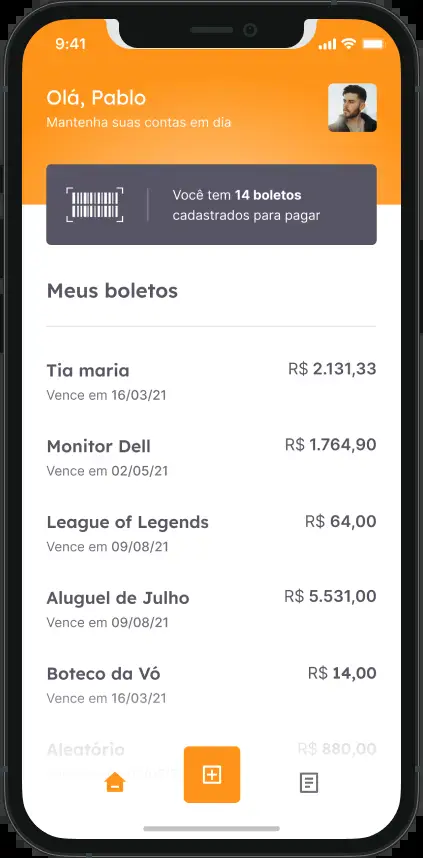 9:41
Olá, Pablo
Mantenha suas contas em dia
Você tem 14 boletos
cadastrados para pagar
Meus boletos
Tia maria
R$ 2.131,33
Vence em 16/03/21
Monitor Dell
R$ 1.764,90
Vence em 02/05/21
League of Legends
R$ 64,00
Vence em 09/08/21
Aluguel de Julho
R$ 5.531,00
Vence em 09/08/21
Boteco da Vó
R$ 14,00
Vence em 16/03/21
Aleatório
R$ 880,00